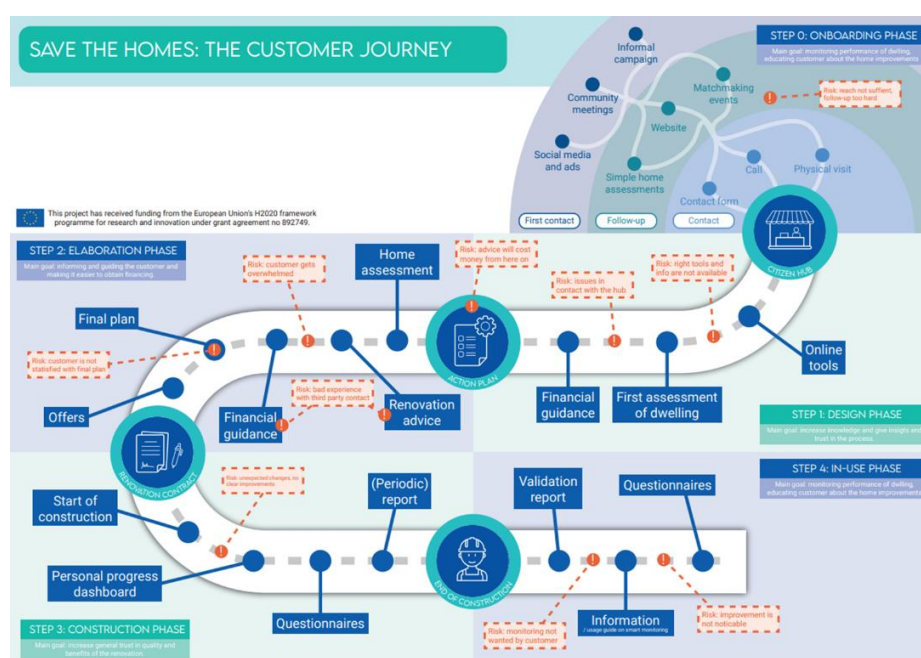 SAVE THE HOMES: THE CUSTOMER JOURNEY
STEP 0: ONBOARDING PHASE
Main goal: monitoring performance of dwelling,
educating customer about the home improvements
Informal
campaign
Community
meetings
Social media
and ads
Matchmaking
events
Website
Simple home
assessments
Risk: reach not suffient,
follow-up too hard
Call
Physical visit
Contact form
First contact
Follow-up
Contact
CITIZEN HUB
This project has received funding from the European Union's H2020 framework
programme for research and innovation under grant agreement no 892749.
STEP 2: ELABORATION PHASE
Main goal: informing and guiding the customer and
making it easier to obtain financing.
Risk: customer gets
overwhelmed
Home
assessment
Risk: advice will cost
money from here on
Risk: issues in
contact with the hub
Risk: right tools and
info are not available
Final plan
Risk: customer is not
statisfied with final plan
Offers
Financial
guidance
Risk: bad experience
with third party contact
Renovation
advice
ACTION PLAN
Financial
guidance
First assessment
of dwelling
Online
tools
STEP 1: DESIGN PHASE
Main goal: increase knowledge and give insight and
trust in the process.
RENOVATION CONTRACT
Risk: unexpected changes, no
clear improvements
STEP 4: IN-USE PHASE
Main goal: monitoring performance of dwelling,
educating customer about the home improvements
Start of
construction
(Periodic)
report
Validation
report
Questionnaires
Personal progress
dashboard
Questionnaires
END OF CONSTRUCTION
Risk: monitoring not
wanted by customer
Information
/ usage guide on smart monitoring
Risk: improvement is
not noticable
STEP 3: CONSTRUCTION PHASE
Main goal: increase general trust in quality and
benefits of the renovation.